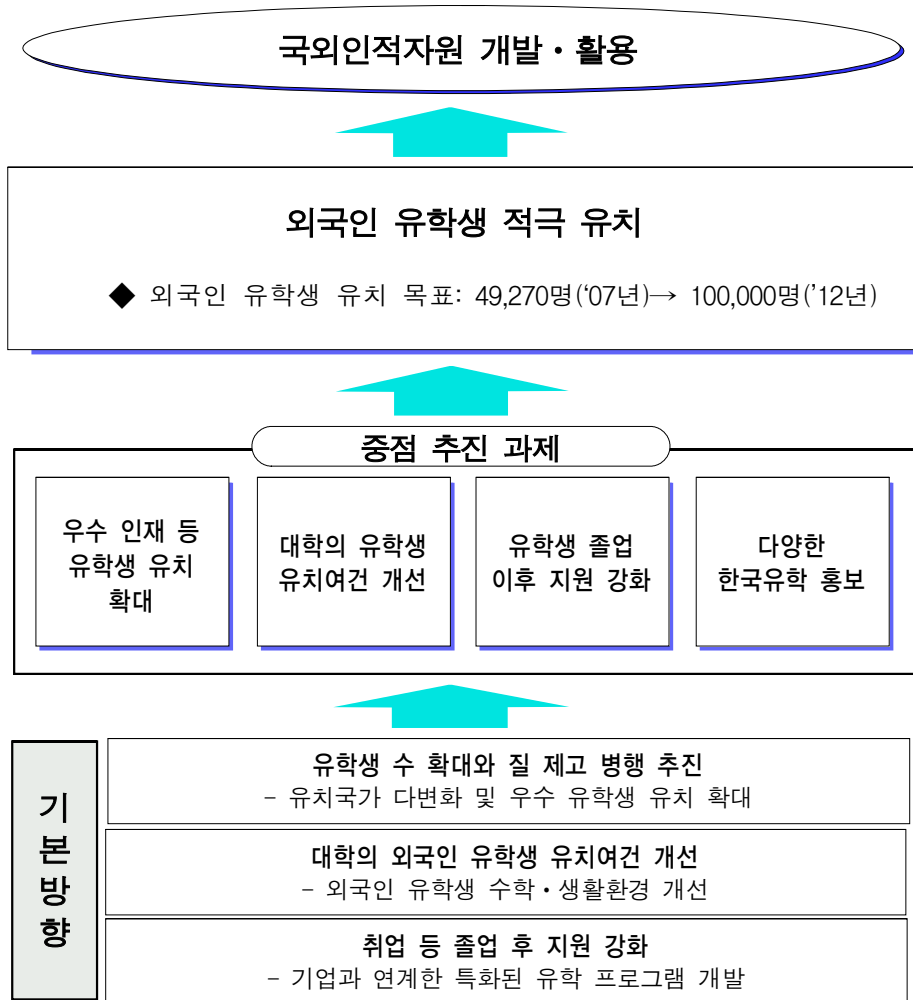 국외인적자원 개발・활용
외국인 유학생 적극 유치
◆ 외국인 유학생 유치 목표: 49,270명(‘07년)→ 100,000명(’12년)
중점 추진 과제
우수 인재 등
유학생 유치
확대
대학의 유학생
유치여건 개선
유학생 졸업
이후 지원 강화
다양한
한국유학 홍보
기
본
방
향
유학생 수 확대와 질 제고 병행 추진
- 유치국가 다변화 및 우수 유학생 유치 확대
대학의 외국인 유학생 유치여건 개선
- 외국인 유학생 수학・생활환경 개선
취업 등 졸업 후 지원 강화
- 기업과 연계한 특화된 유학 프로그램 개발